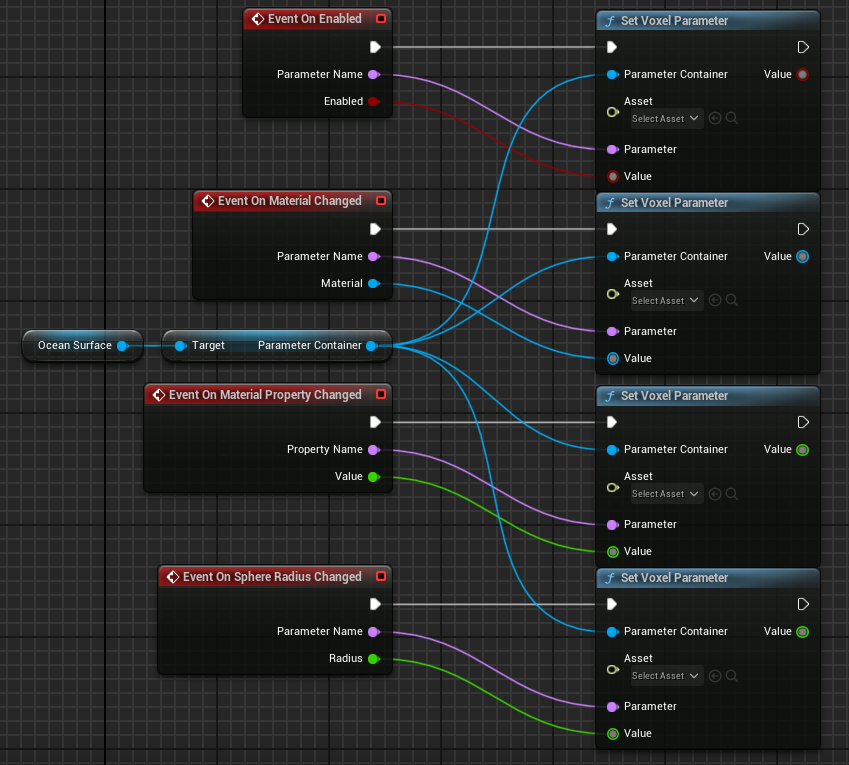 Event On Enabled
Parameter Name
Enabled
Set Voxel Parameter
Parameter Container Value
Asset
Select Asset
Parameter
Value
Event On Material Changed
Parameter Name
Material
Set Voxel Parameter
Parameter Container Value
Asset
Select Asset
Parameter
Value
Ocean Surface
Target Parameter Container
Event On Material Property Changed
Property Name
Value
Set Voxel Parameter
Parameter Container Value
Asset
Select Asset
Parameter
Value
Event On Sphere Radius Changed
Parameter Name
Radius
Set Voxel Parameter
Parameter Container Value
Asset
Select Asset
Parameter
Value